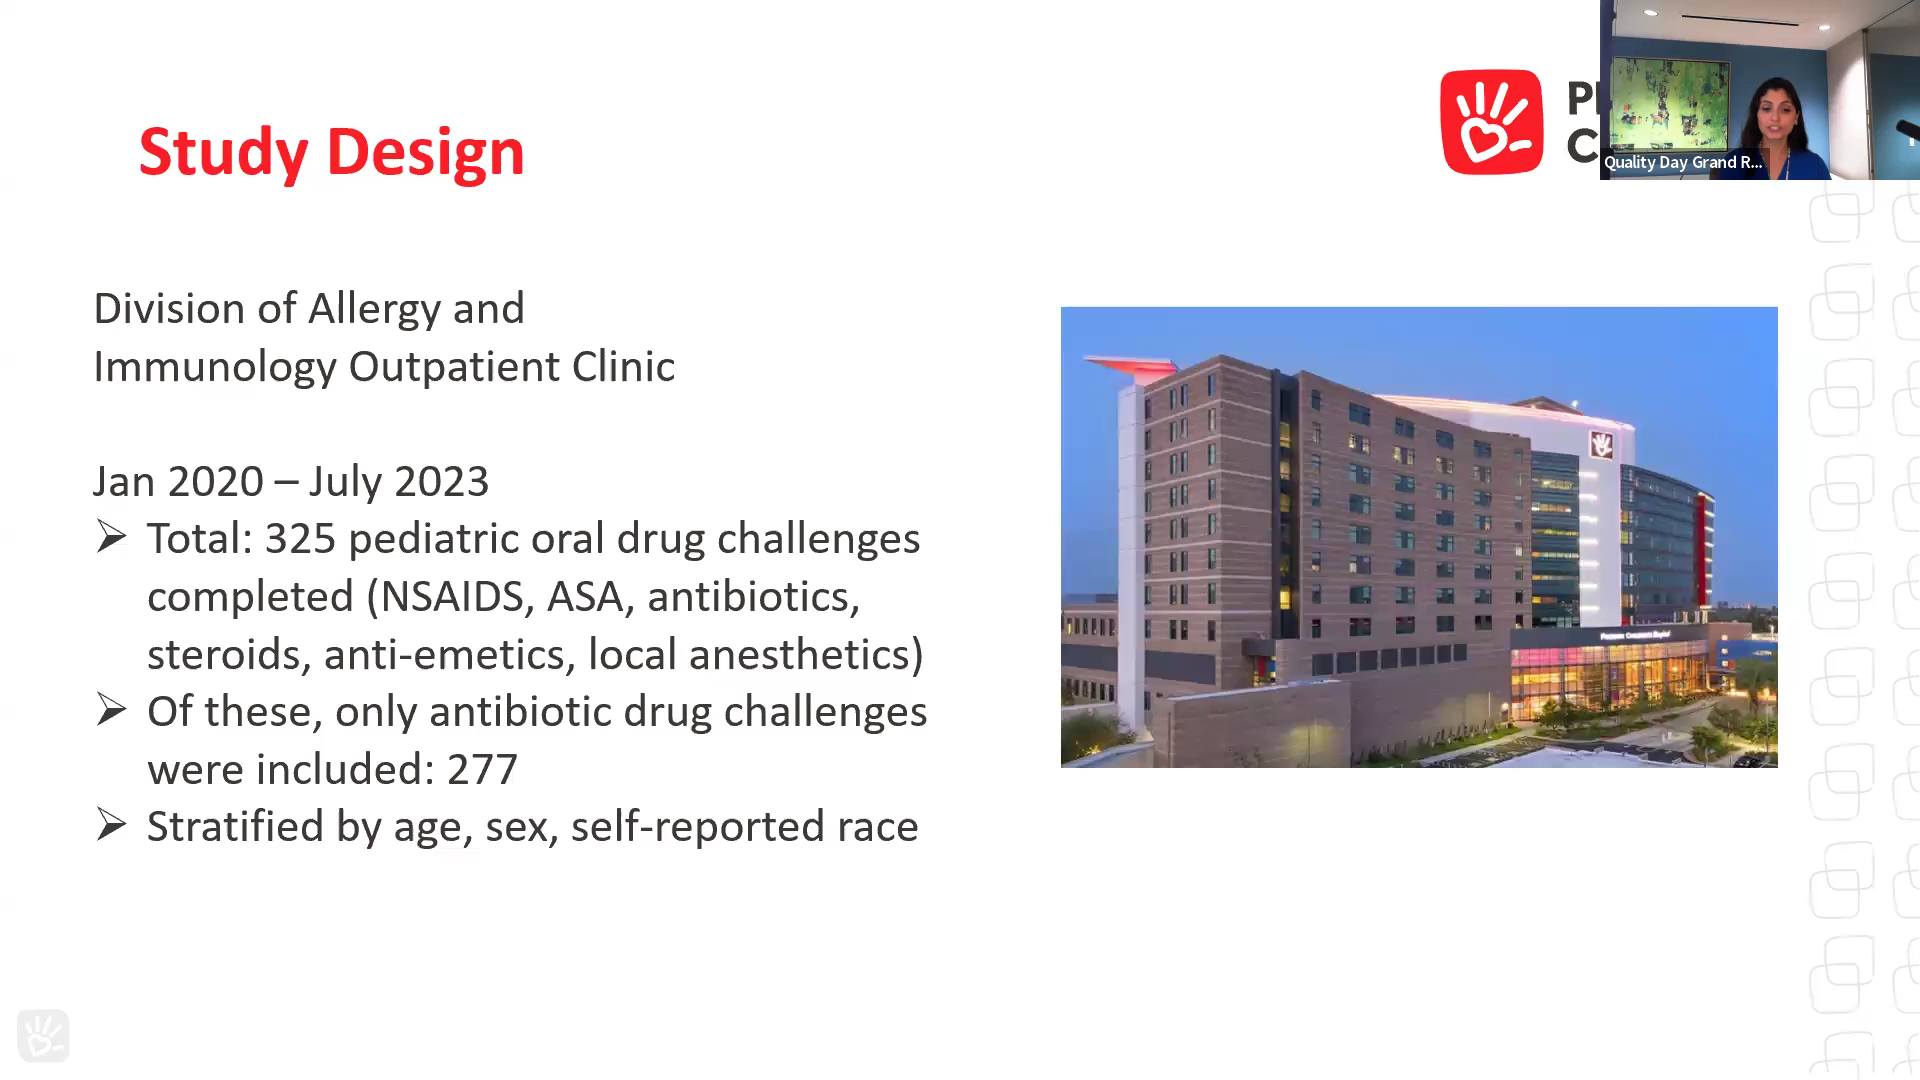 Study Design
Quality Day Grand R...
Division of Allergy and
Immunology Outpatient Clinic
Jan 2020 – July 2023
➢ Total: 325 pediatric oral drug challenges
completed (NSAIDS, ASA, antibiotics,
steroids, anti-emetics, local anesthetics)
➢ Of these, only antibiotic drug challenges
were included: 277
➢ Stratified by age, sex, self-reported race